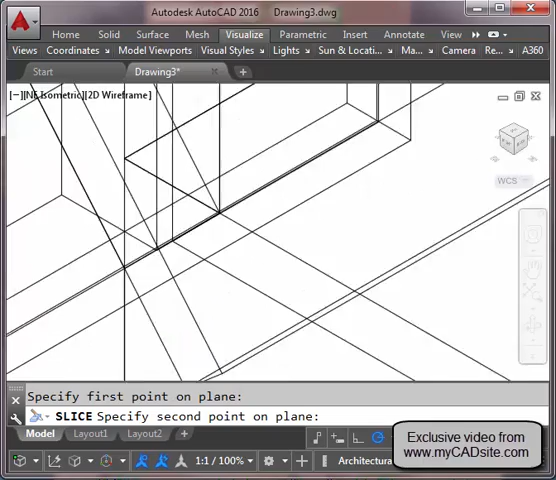 Autodesk AutoCAD 2016 Drawing3.dwg
Home Solid Surface Mesh Visualize Parametric Insert Annotate View
Views Coordinates Model Viewports Visual Styles Lights Sun & Locati... Ma... Camera Re... A360
Start Drawing3*
[−][NE Isometric][2D Wireframe]
WCS
Specify first point on plane:
SLICE Specify second point on plane:
Model Layout1 Layout2 +
Exclusive video from
www.myCADsite.com
1:1 / 100% Architectura